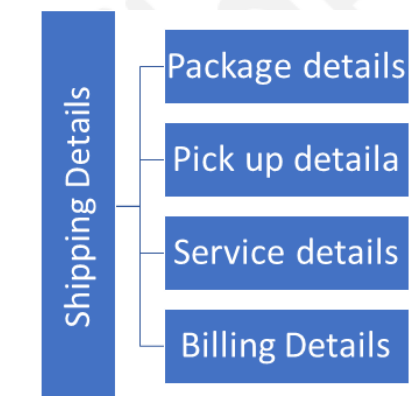 Shipping Details
Package details
Pick up detaila
Service details
Billing Details